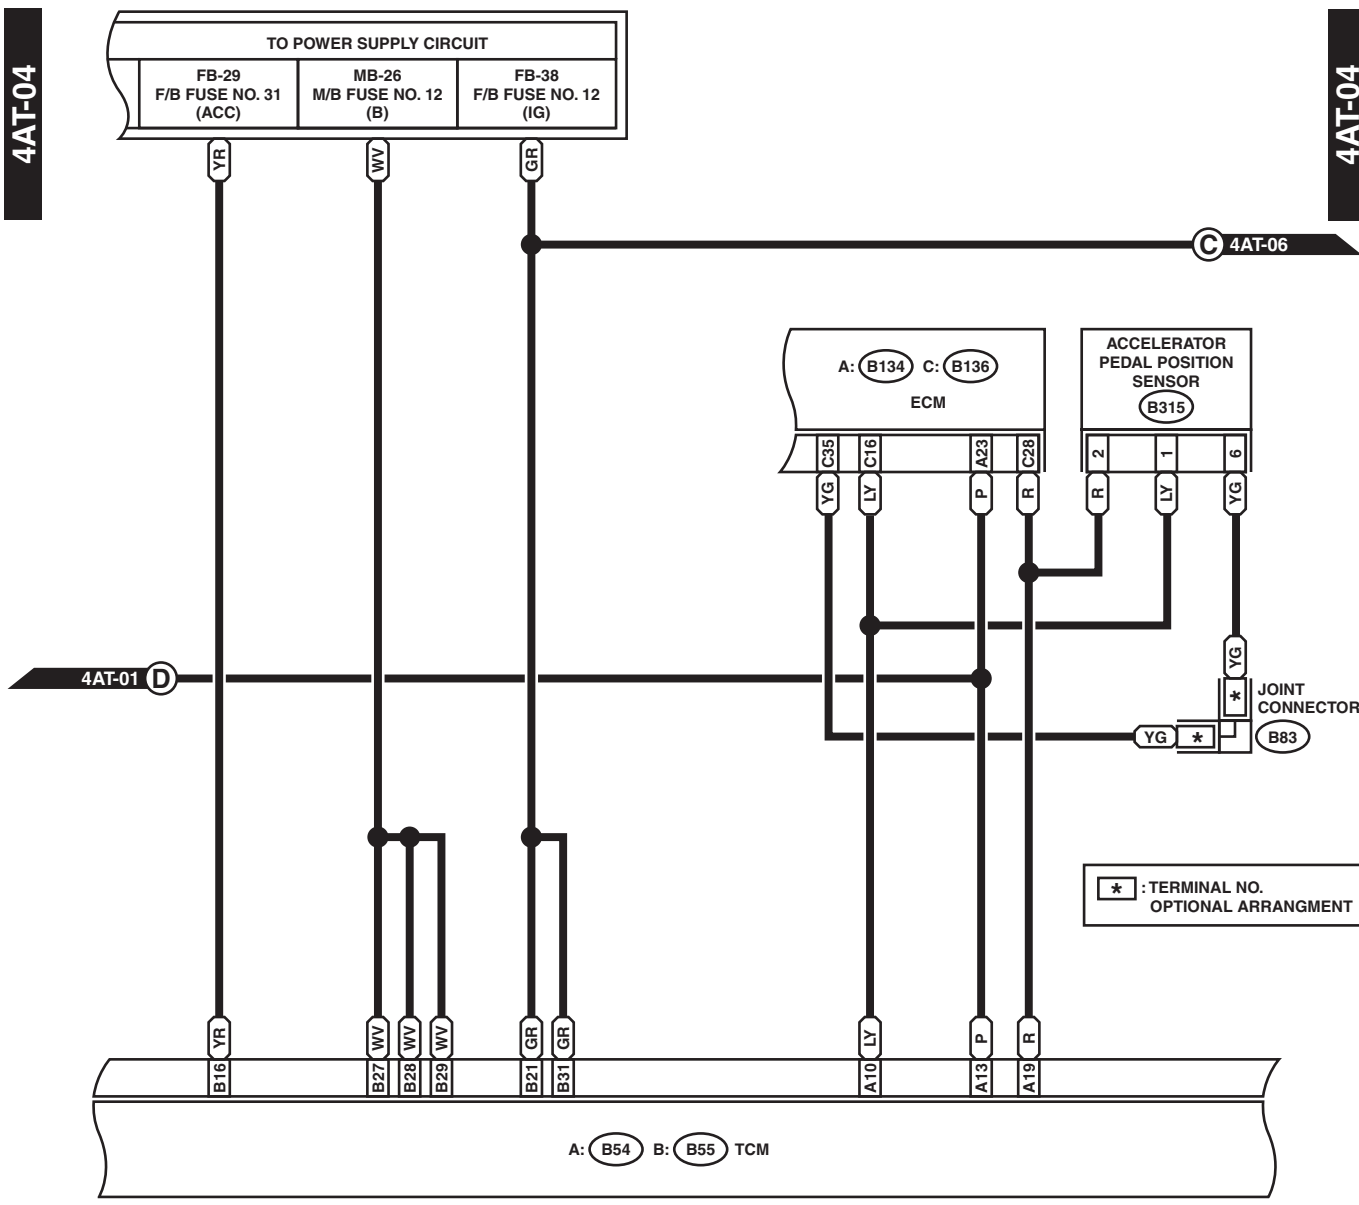 4AT-04
4AT-04
TO POWER SUPPLY CIRCUIT
FB-29
F/B FUSE NO. 31
(ACC)
MB-26
M/B FUSE NO. 12
(B)
FB-38
F/B FUSE NO. 12
(IG)
YR
WV
GR
C 4AT-06
A: B134 C: B136
ECM
ACCELERATOR
PEDAL POSITION
SENSOR
B315
C35
C16
A23
C28
2
1
6
YG
LY
P
R
R
LY
YG
4AT-01 D
YG
*
JOINT
CONNECTOR
YG * B83
* : TERMINAL NO.
OPTIONAL ARRANGMENT
YR
WV
WV
WV
GR
GR
LY
P
R
B16
B27
B28
B29
B21
B31
A10
A13
A19
A: B54 B: B55 TCM